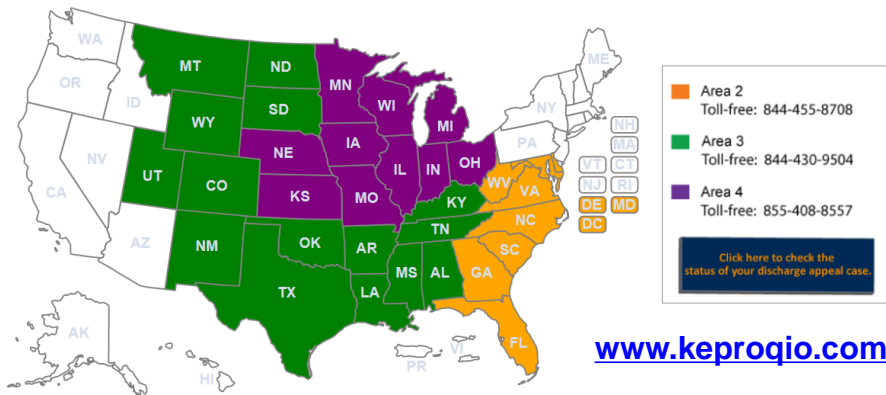 WA
OR
ID
NV
CA
AZ
MT
WY
UT
CO
NM
ND
SD
NE
KS
OK
TX
MN
IA
MO
AR
LA
WI
IL
MI
IN
OH
KY
TN
MS
AL
GA
FL
SC
NC
VA
WV
PA
NY
ME
NH
MA
VT CT
NJ RI
DE MD
DC
AK
HI
PR
VI
Area 2
Toll-free: 844-455-8708
Area 3
Toll-free: 844-430-9504
Area 4
Toll-free: 855-408-8557
Click here to check the
status of your discharge appeal case.
www.keproqio.com